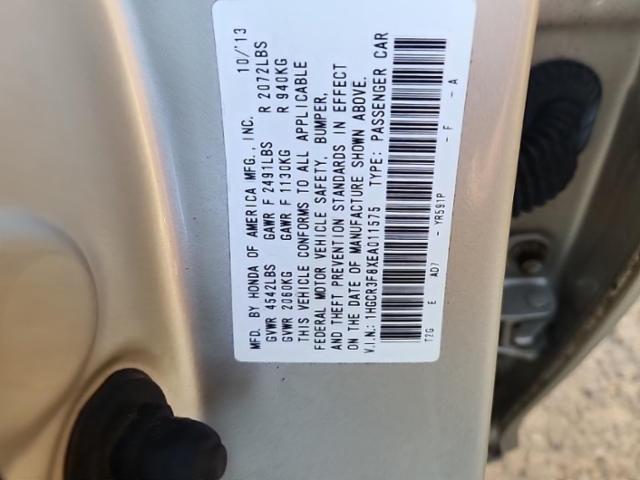 MFD. BY HONDA OF AMERICA MFG., INC. 10/'13
GVWR 4542LBS GAWR F 2491LBS R 2072LBS
GVWR 2060KG GAWR F 1130KG R 940KG
THIS VEHICLE CONFORMS TO ALL APPLICABLE
FEDERAL MOTOR VEHICLE SAFETY, BUMPER,
AND THEFT PREVENTION STANDARDS IN EFFECT
ON THE DATE OF MANUFACTURE SHOWN ABOVE.
V.I.N.: 1HGCR3F8XEA011375 TYPE: PASSENGER CAR
T2G E AD7 - YR591P - F - A